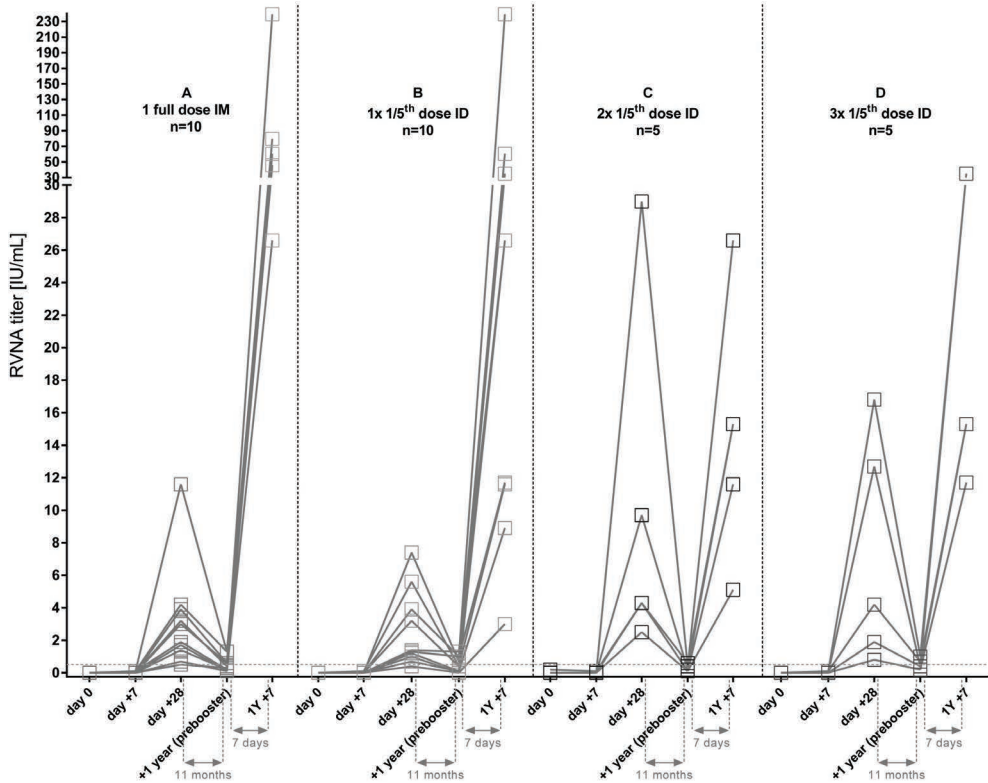 RVNA titer [IU/mL]
230
210
190
170
150
130
110
90
70
50
30
30
28
26
24
22
20
18
16
14
12
10
8
6
4
2
0
A
1 full dose IM
n=10
B
1x 1/5th dose ID
n=10
C
2x 1/5th dose ID
n=5
D
3x 1/5th dose ID
n=5
day 0
day +7
day +28
+1 year (prebooster)
1Y +7
day 0
day +7
day +28
+1 year (prebooster)
1Y +7
day 0
day +7
day +28
+1 year (prebooster)
1Y +7
day 0
day +7
day +28
+1 year (prebooster)
1Y +7
7 days
11 months
7 days
11 months
7 days
11 months
7 days
11 months